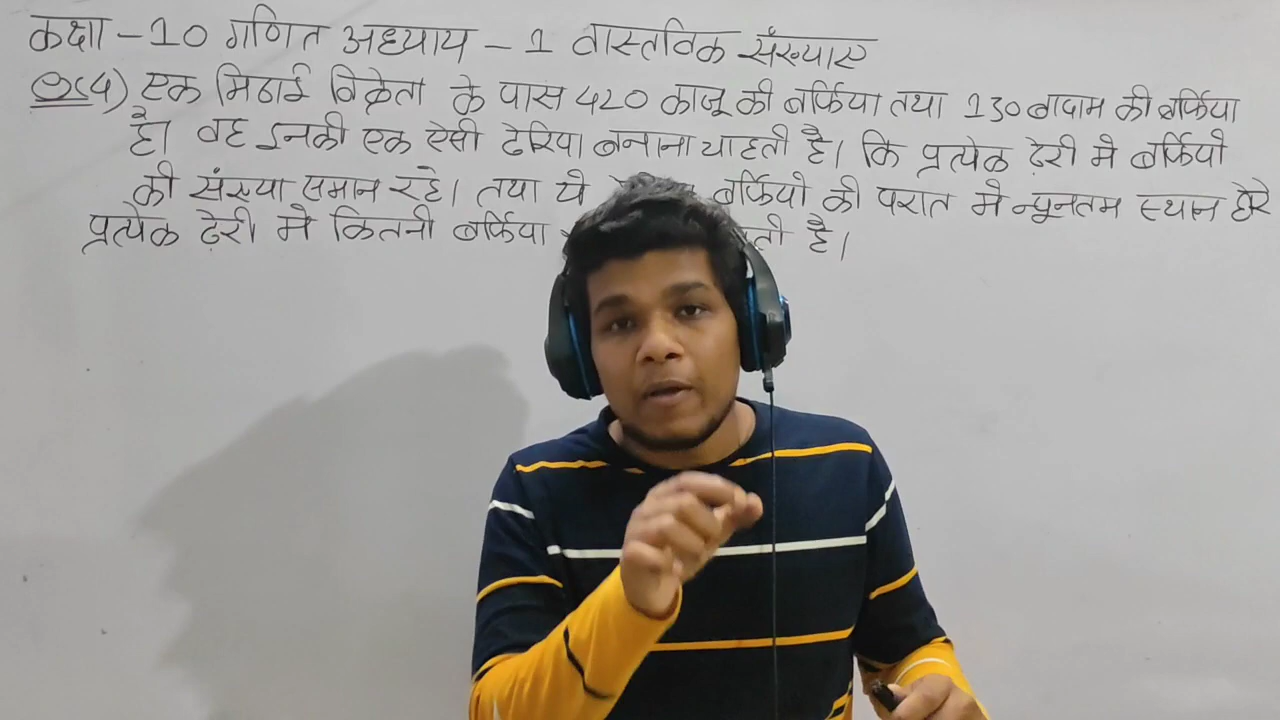 कक्षा - 10 गणित अध्याय - 1 वास्तविक संख्याए
Q(4) एक मिठाई विक्रेता के पास 420 काजू की बर्फिया तथा 130 बादाम की बर्फिया
है। वह इनकी एक ऐसी ढेरिया बनाना चाहती है। कि प्रत्येक ढ़ेरी मे बर्फियो
की संख्या समान रहे। तथा ये बर्फियो की परात मे न्यूनतम स्थान घेरे
प्रत्येक ढ़ेरी मे कितनी बर्फिया है।